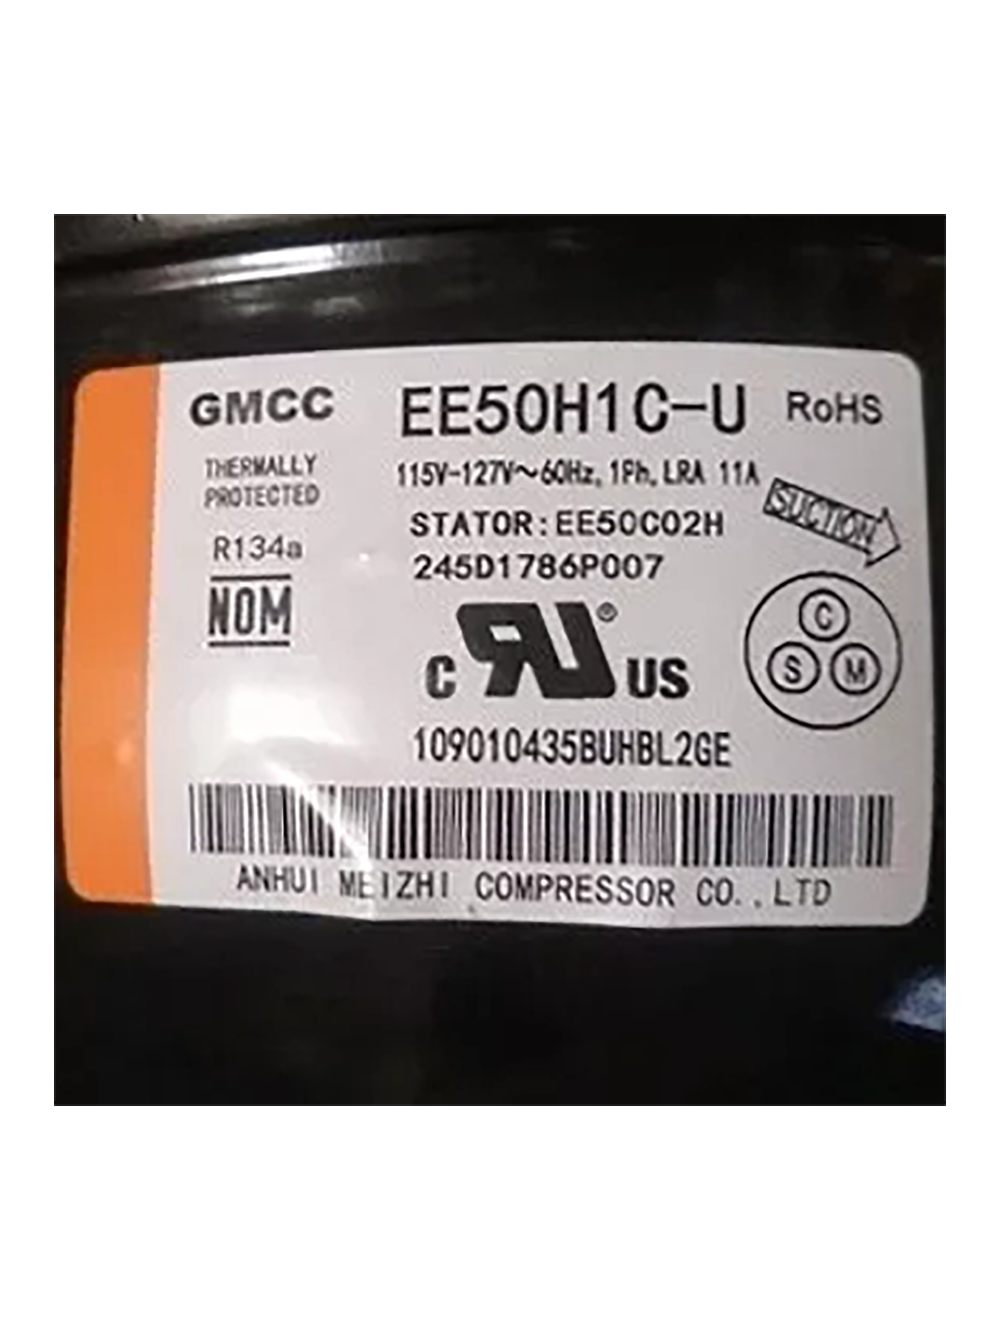 GMCC
EE50H1C-U
RoHS
THERMALLY
PROTECTED
115V-127V~60Hz, 1Ph, LRA 11A
SUCTION
STATOR: EE50C02H
R134a
245D1786P007
NOM
C
S
M
c RU® US
109010435BUHBL2GE
ANHUI MEIZHI COMPRESSOR CO., LTD